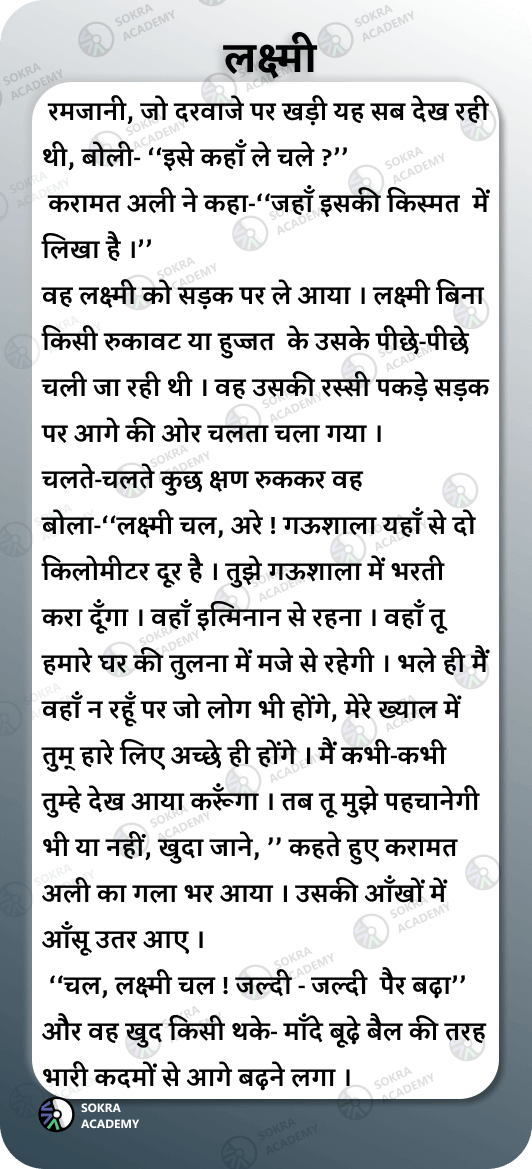 लक्ष्मी
रमजानी, जो दरवाजे पर खड़ी यह सब देख रही
थी, बोली- ‘‘इसे कहाँ ले चले ?’’
करामत अली ने कहा-‘‘जहाँ इसकी किस्मत में
लिखा है ।’’
वह लक्ष्मी को सड़क पर ले आया । लक्ष्मी बिना
किसी रुकावट या हुज्जत के उसके पीछे-पीछे
चली जा रही थी । वह उसकी रस्सी पकड़े सड़क
पर आगे की ओर चलता चला गया ।
चलते-चलते कुछ क्षण रुककर वह
बोला-‘‘लक्ष्मी चल, अरे ! गऊशाला यहाँ से दो
किलोमीटर दूर है । तुझे गऊशाला में भरती
करा दूँगा । वहाँ इत्मिनान से रहना । वहाँ तू
हमारे घर की तुलना में मजे से रहेगी । भले ही मैं
वहाँ न रहूँ पर जो लोग भी होंगे, मेरे ख्याल में
तुम् हारे लिए अच्छे ही होंगे । मैं कभी-कभी
तुम्हे देख आया करूँगा । तब तू मुझे पहचानेगी
भी या नहीं, खुदा जाने, ’’ कहते हुए करामत
अली का गला भर आया । उसकी आँखों में
आँसू उतर आए ।
‘‘चल, लक्ष्मी चल ! जल्दी - जल्दी पैर बढ़ा’’
और वह खुद किसी थके- माँदे बूढ़े बैल की तरह
भारी कदमों से आगे बढ़ने लगा ।
SOKRA
ACADEMY